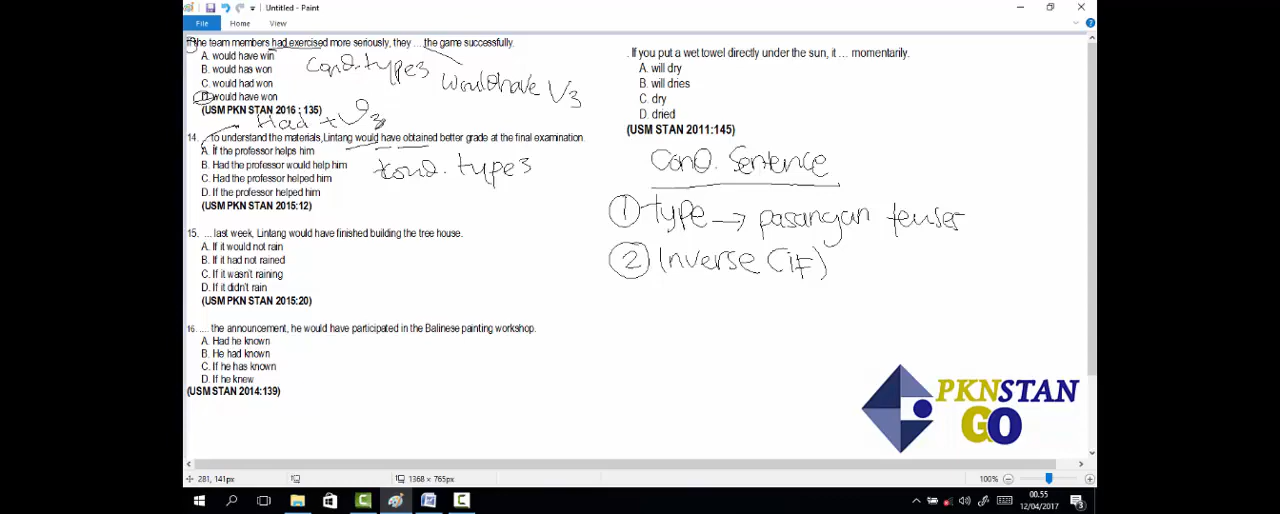 Untitled - Paint
File Home View
If the team members had exercised more seriously, they ... the game successfully.
A. would have win
B. would has won
C. would had won
D. would have won
(USM PKN STAN 2016 ; 135)
Cond. type 3
would have V3
Had + V3
14. ... to understand the materials, Lintang would have obtained better grade at the final examination.
A. If the professor helps him
B. Had the professor would help him
C. Had the professor helped him
D. If the professor helped him
(USM PKN STAN 2015:12)
Cond. type 3
15. ... last week, Lintang would have finished building the tree house.
A. If it would not rain
B. If it had not rained
C. If it wasn't raining
D. If it didn't rain
(USM PKN STAN 2015:20)
16. .... the announcement, he would have participated in the Balinese painting workshop.
A. Had he known
B. He had known
C. If he has known
D. If he knew
(USM STAN 2014:139)
. If you put a wet towel directly under the sun, it ... momentarily.
A. will dry
B. will dries
C. dry
D. dried
(USM STAN 2011:145)
Cond. Sentence
1 type → pasangan tenses
2 Inverse (if)
PKNSTAN
GO
281, 141px
1368 × 765px
100%
00.55
12/04/2017